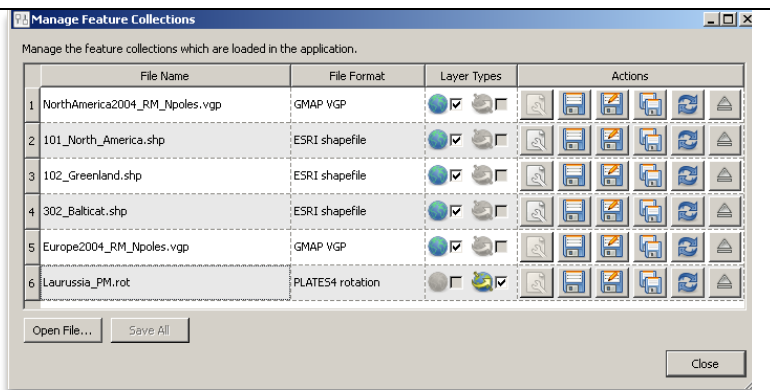 Manage Feature Collections
Manage the feature collections which are loaded in the application.
File Name File Format Layer Types Actions
1 NorthAmerica2004_RM_Npoles.vgp GMAP VGP
2 101_North_America.shp ESRI shapefile
3 102_Greenland.shp ESRI shapefile
4 302_Balticat.shp ESRI shapefile
5 Europe2004_RM_Npoles.vgp GMAP VGP
6 Laurussia_PM.rot PLATES4 rotation
Open File... Save All
Close